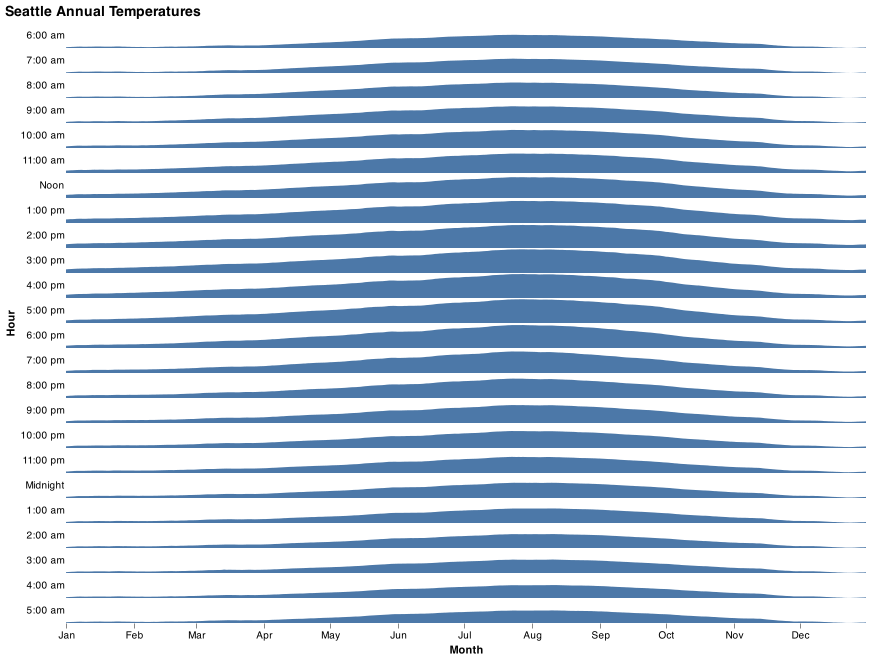 Seattle Annual Temperatures
6:00 am
7:00 am
8:00 am
9:00 am
10:00 am
11:00 am
Noon
1:00 pm
2:00 pm
3:00 pm
4:00 pm
5:00 pm
6:00 pm
7:00 pm
8:00 pm
9:00 pm
10:00 pm
11:00 pm
Midnight
1:00 am
2:00 am
3:00 am
4:00 am
5:00 am
Hour
Jan Feb Mar Apr May Jun Jul Aug Sep Oct Nov Dec
Month